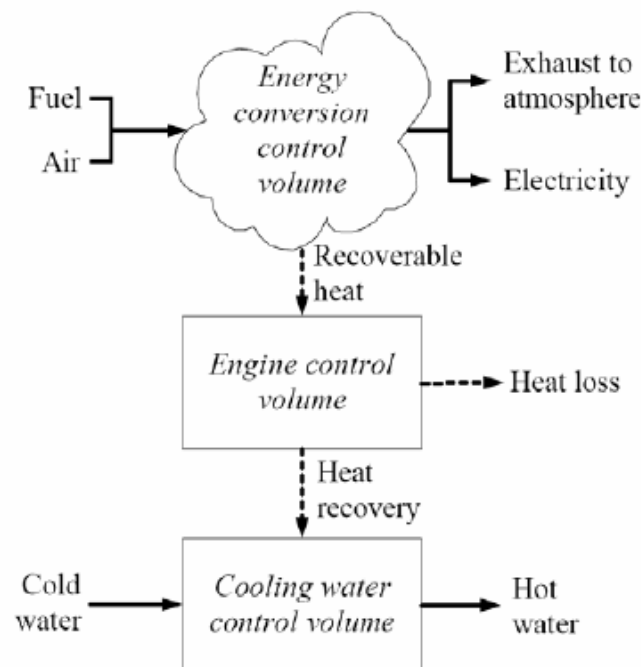 Fuel
Air
Energy
conversion
control
volume
Exhaust to
atmosphere
Electricity
Recoverable
heat
Engine control
volume
Heat loss
Heat
recovery
Cold
water
Cooling water
control volume
Hot
water